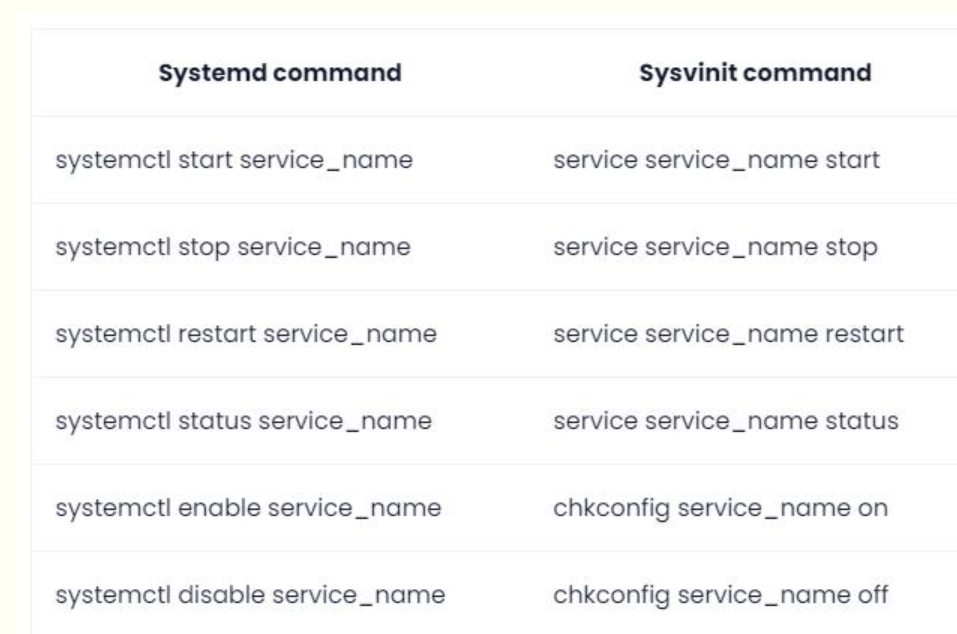 Systemd command Sysvinit command
systemctl start service_name service service_name start
systemctl stop service_name service service_name stop
systemctl restart service_name service service_name restart
systemctl status service_name service service_name status
systemctl enable service_name chkconfig service_name on
systemctl disable service_name chkconfig service_name off